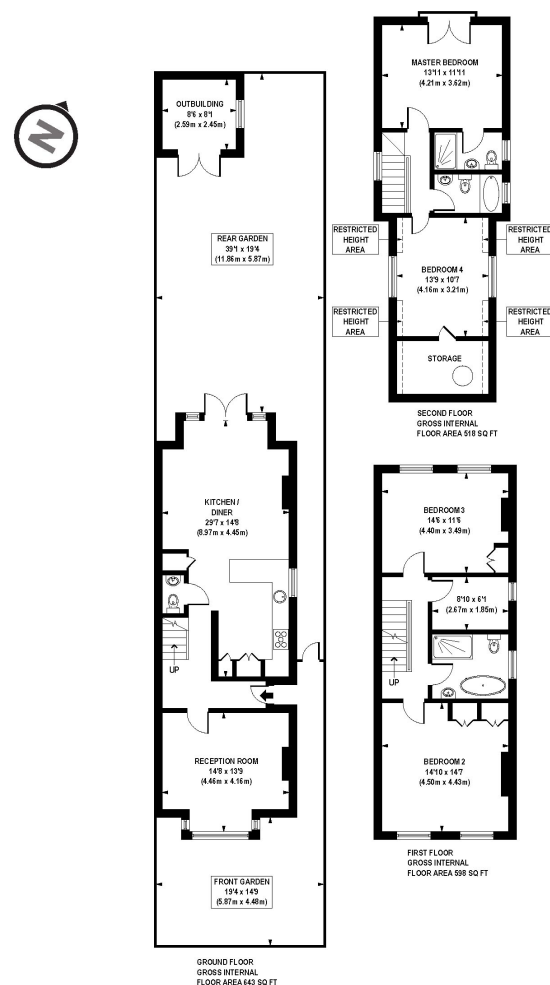 MASTER BEDROOM
13'11 x 11'11
(4.21m x 3.62m)
OUTBUILDING
8'6 x 8'1
(2.59m x 2.45m)
N
RESTRICTED
HEIGHT
AREA
RESTRICTED
HEIGHT
AREA
REAR GARDEN
39'1 x 19'4
(11.86m x 5.87m)
BEDROOM 4
13'9 x 10'7
(4.16m x 3.21m)
RESTRICTED
HEIGHT
AREA
RESTRICTED
HEIGHT
AREA
STORAGE
SECOND FLOOR
GROSS INTERNAL
FLOOR AREA 518 SQ FT
KITCHEN /
DINER
29'7 x 14'8
(8.97m x 4.45m)
BEDROOM 3
14'6 x 11'6
(4.40m x 3.49m)
8'10 x 6'1
(2.67m x 1.85m)
UP
UP
RECEPTION ROOM
14'8 x 13'9
(4.46m x 4.16m)
BEDROOM 2
14'10 x 14'7
(4.50m x 4.43m)
FIRST FLOOR
GROSS INTERNAL
FLOOR AREA 598 SQ FT
FRONT GARDEN
19'4 x 14'9
(5.87m x 4.48m)
GROUND FLOOR
GROSS INTERNAL
FLOOR AREA 643 SQ FT